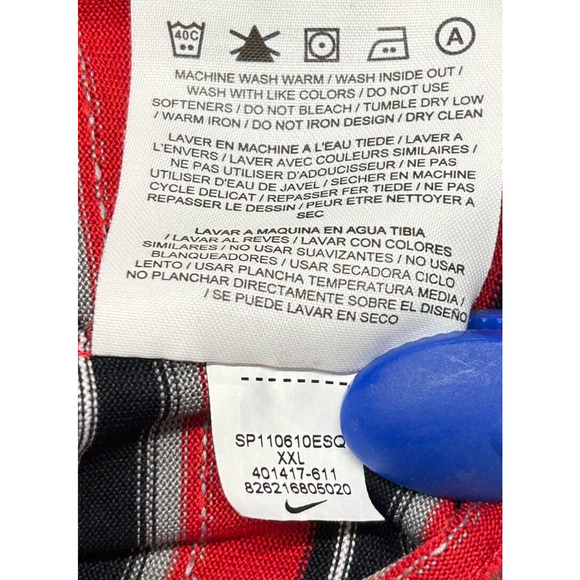 40C
A
MACHINE WASH WARM / WASH INSIDE OUT /
WASH WITH LIKE COLORS / DO NOT USE
SOFTENERS / DO NOT BLEACH / TUMBLE DRY LOW
/ WARM IRON / DO NOT IRON DESIGN / DRY CLEAN
LAVER EN MACHINE A L'EAU TIEDE / LAVER A
L'ENVERS / LAVER AVEC COULEURS SIMILAIRES /
NE PAS UTILISER D'ADOUCISSEUR / NE PAS
UTILISER D'EAU DE JAVEL / SECHER EN MACHINE
CYCLE DELICAT / REPASSER FER TIEDE / NE PAS
REPASSER LE DESSIN / PEUR ETRE NETTOYER A
SEC
LAVAR A MAQUINA EN AGUA TIBIA
/ LAVAR AL REVES / LAVAR CON COLORES
SIMILARES / NO USAR SUAVIZANTES / NO USAR
BLANQUEADORES / USAR SECADORA CICLO
LENTO / USAR PLANCHA TEMPERATURA MEDIA /
NO PLANCHAR DIRECTAMENTE SOBRE EL DISEÑO
/ SE PUEDE LAVAR EN SECO
SP110610ESQ
XXL
401417-611
826216805020